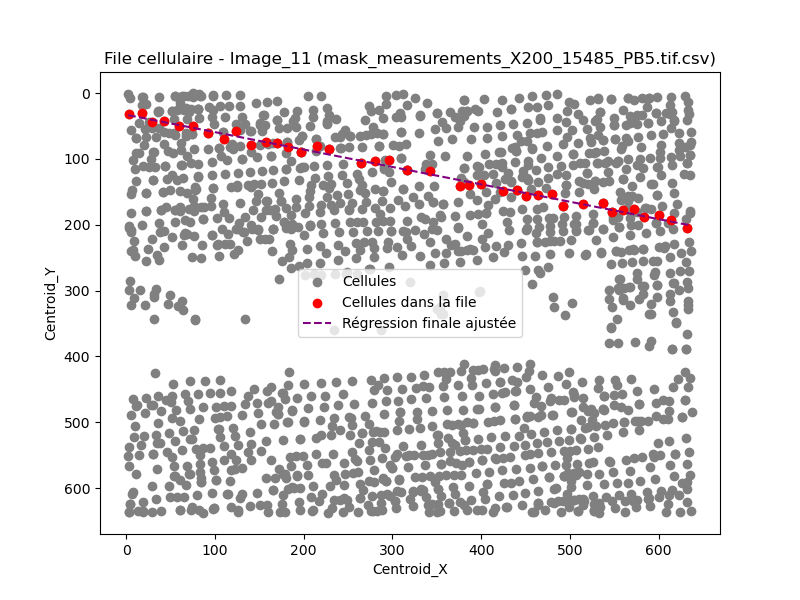 File cellulaire - Image_11 (mask_measurements_X200_15485_PB5.tif.csv)
0
100
200
300
400
500
600
Centroid_Y
Cellules
Cellules dans la file
Régression finale ajustée
0 100 200 300 400 500 600
Centroid_X